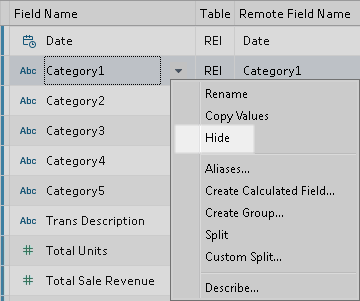 Field Name Table Remote Field Name
Date REI Date
Abc Category1 REI Category1
Abc Category2
Abc Category3
Abc Category4
Abc Category5
Abc Trans Description
# Total Units
# Total Sale Revenue
Rename
Copy Values
Hide
Aliases...
Create Calculated Field...
Create Group...
Split
Custom Split...
Describe...